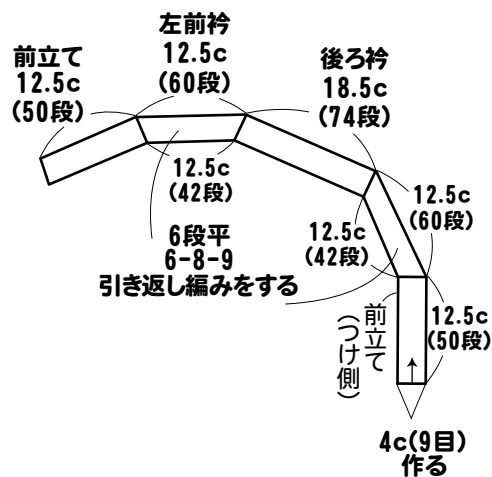 左前衿
12.5c
(60段)
前立て
12.5c
(50段)
後ろ衿
18.5c
(74段)
12.5c
(42段)
12.5c
(60段)
6段平
6-8-9
引き返し編みをする
12.5c
(42段)
前立て
(つけ側)
12.5c
(50段)
4c(9目)
作る